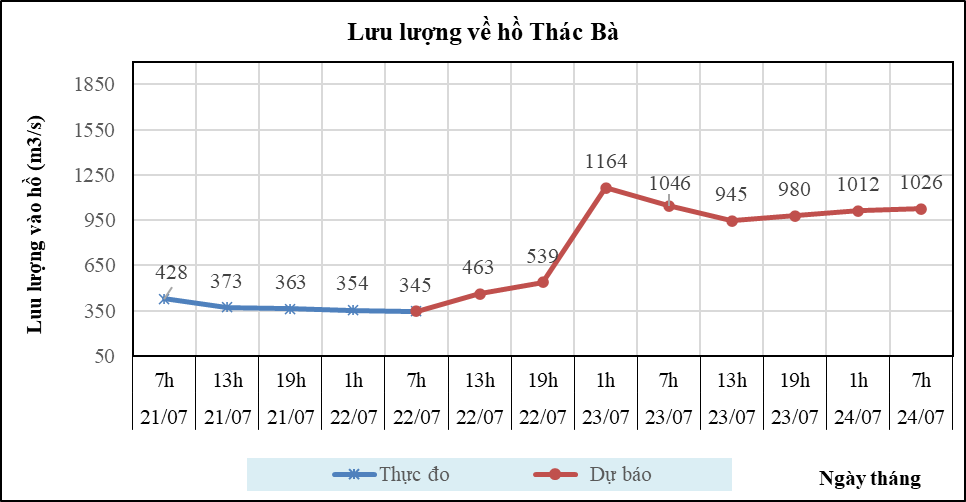 Lưu lượng về hồ Thác Bà
Lưu lượng vào hồ (m3/s)
1850
1550
1250
950
650
350
50
428 373 363 354 345 463 539 1164 1046 945 980 1012 1026
7h 13h 19h 1h 7h 13h 19h 1h 7h 13h 19h 1h 7h
21/07 21/07 21/07 22/07 22/07 22/07 22/07 23/07 23/07 23/07 23/07 24/07 24/07
Thực đo Dự báo
Ngày tháng